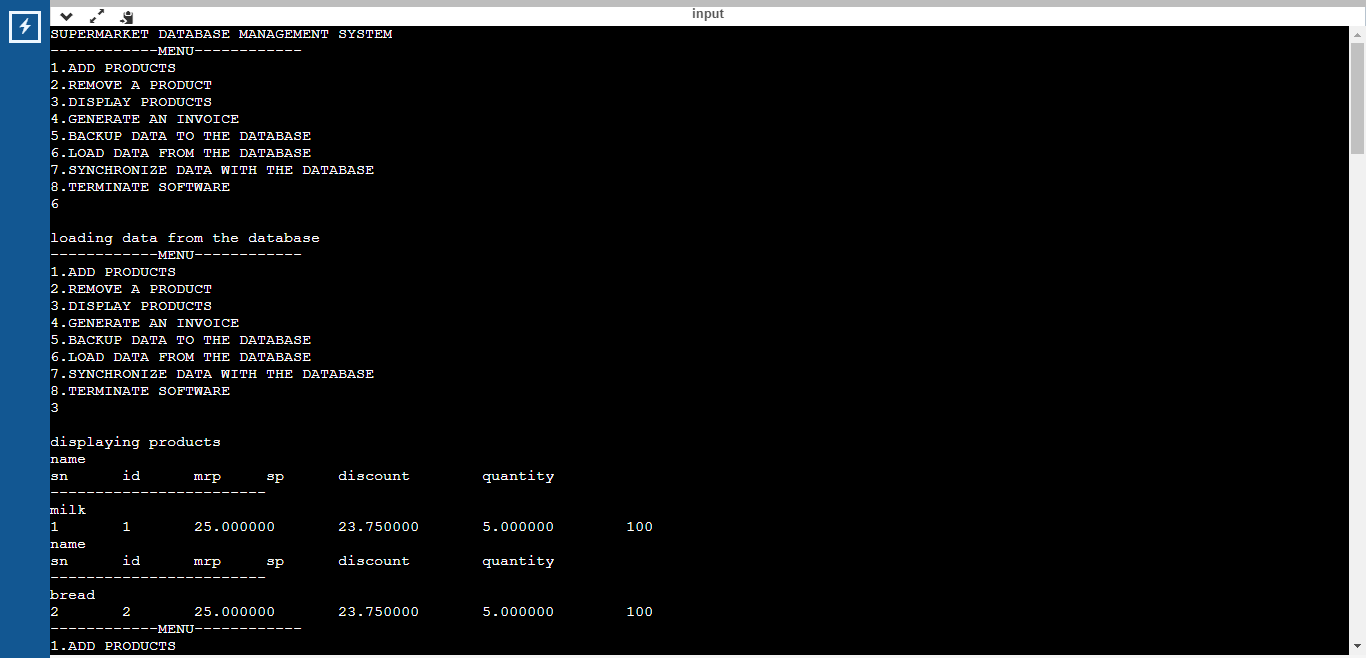 input
SUPERMARKET DATABASE MANAGEMENT SYSTEM
------------MENU------------
1.ADD PRODUCTS
2.REMOVE A PRODUCT
3.DISPLAY PRODUCTS
4.GENERATE AN INVOICE
5.BACKUP DATA TO THE DATABASE
6.LOAD DATA FROM THE DATABASE
7.SYNCHRONIZE DATA WITH THE DATABASE
8.TERMINATE SOFTWARE
6
loading data from the database
------------MENU------------
1.ADD PRODUCTS
2.REMOVE A PRODUCT
3.DISPLAY PRODUCTS
4.GENERATE AN INVOICE
5.BACKUP DATA TO THE DATABASE
6.LOAD DATA FROM THE DATABASE
7.SYNCHRONIZE DATA WITH THE DATABASE
8.TERMINATE SOFTWARE
3
displaying products
name
sn      id      mrp     sp      discount        quantity
------------------------
milk
1       1       25.000000       23.750000       5.000000        100
name
sn      id      mrp     sp      discount        quantity
------------------------
bread
2       2       25.000000       23.750000       5.000000        100
------------MENU------------
1.ADD PRODUCTS